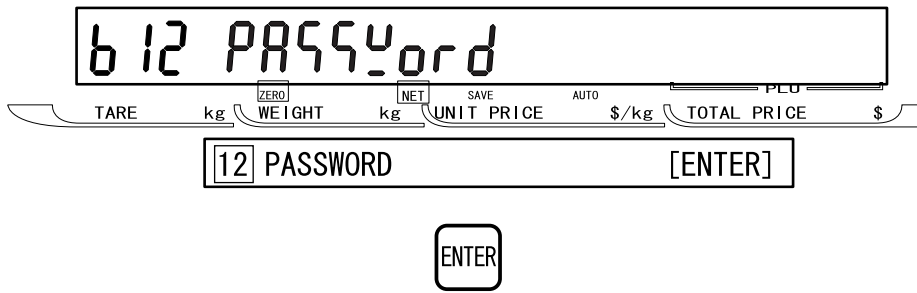 b12 PASSword
ZERO NET SAVE AUTO PLU
TARE kg WEIGHT kg UNIT PRICE $/kg TOTAL PRICE $
12 PASSWORD [ENTER]
ENTER